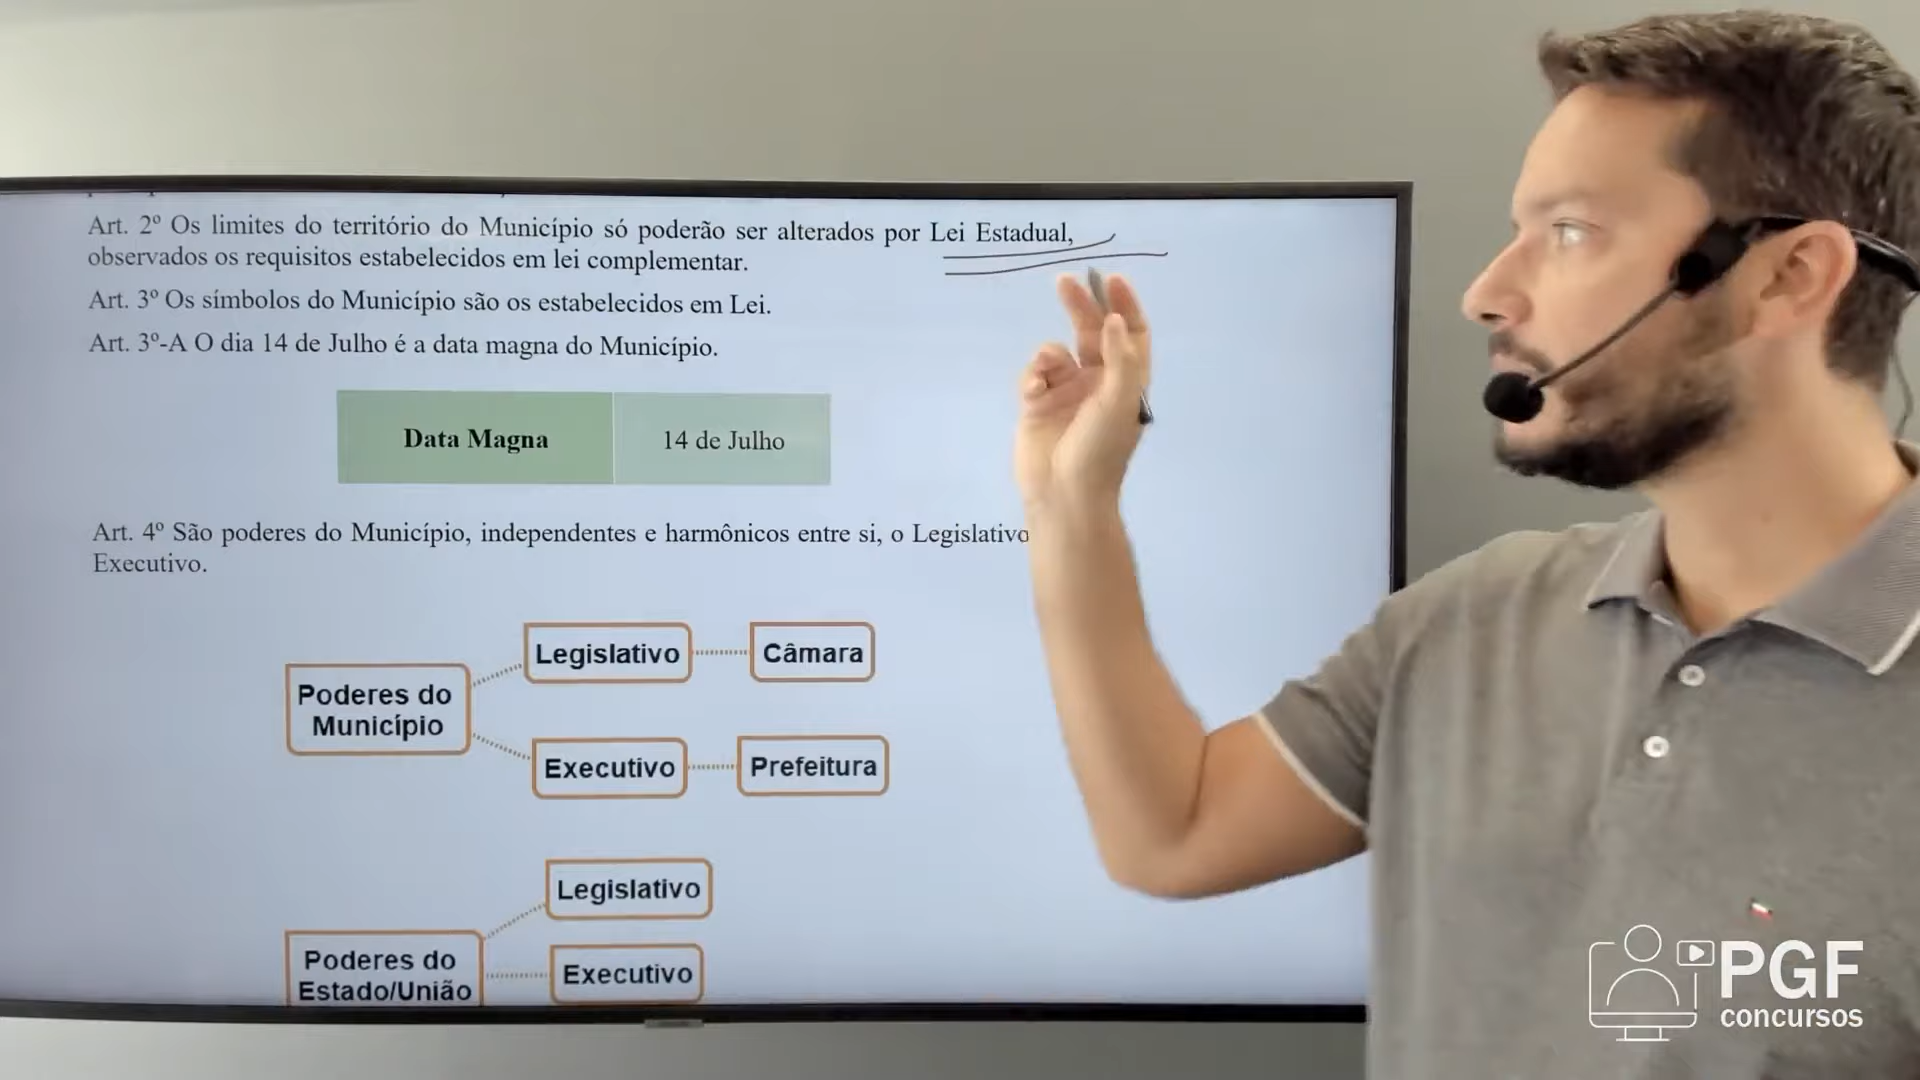 Art. 2º Os limites do território do Município só poderão ser alterados por Lei Estadual,
observados os requisitos estabelecidos em lei complementar.
Art. 3º Os símbolos do Município são os estabelecidos em Lei.
Art. 3º-A O dia 14 de Julho é a data magna do Município.
Data Magna 14 de Julho
Art. 4º São poderes do Município, independentes e harmônicos entre si, o Legislativo
Executivo.
Legislativo Câmara
Poderes do
Município
Executivo Prefeitura
Legislativo
Poderes do
Estado/União
Executivo
PGF
concursos